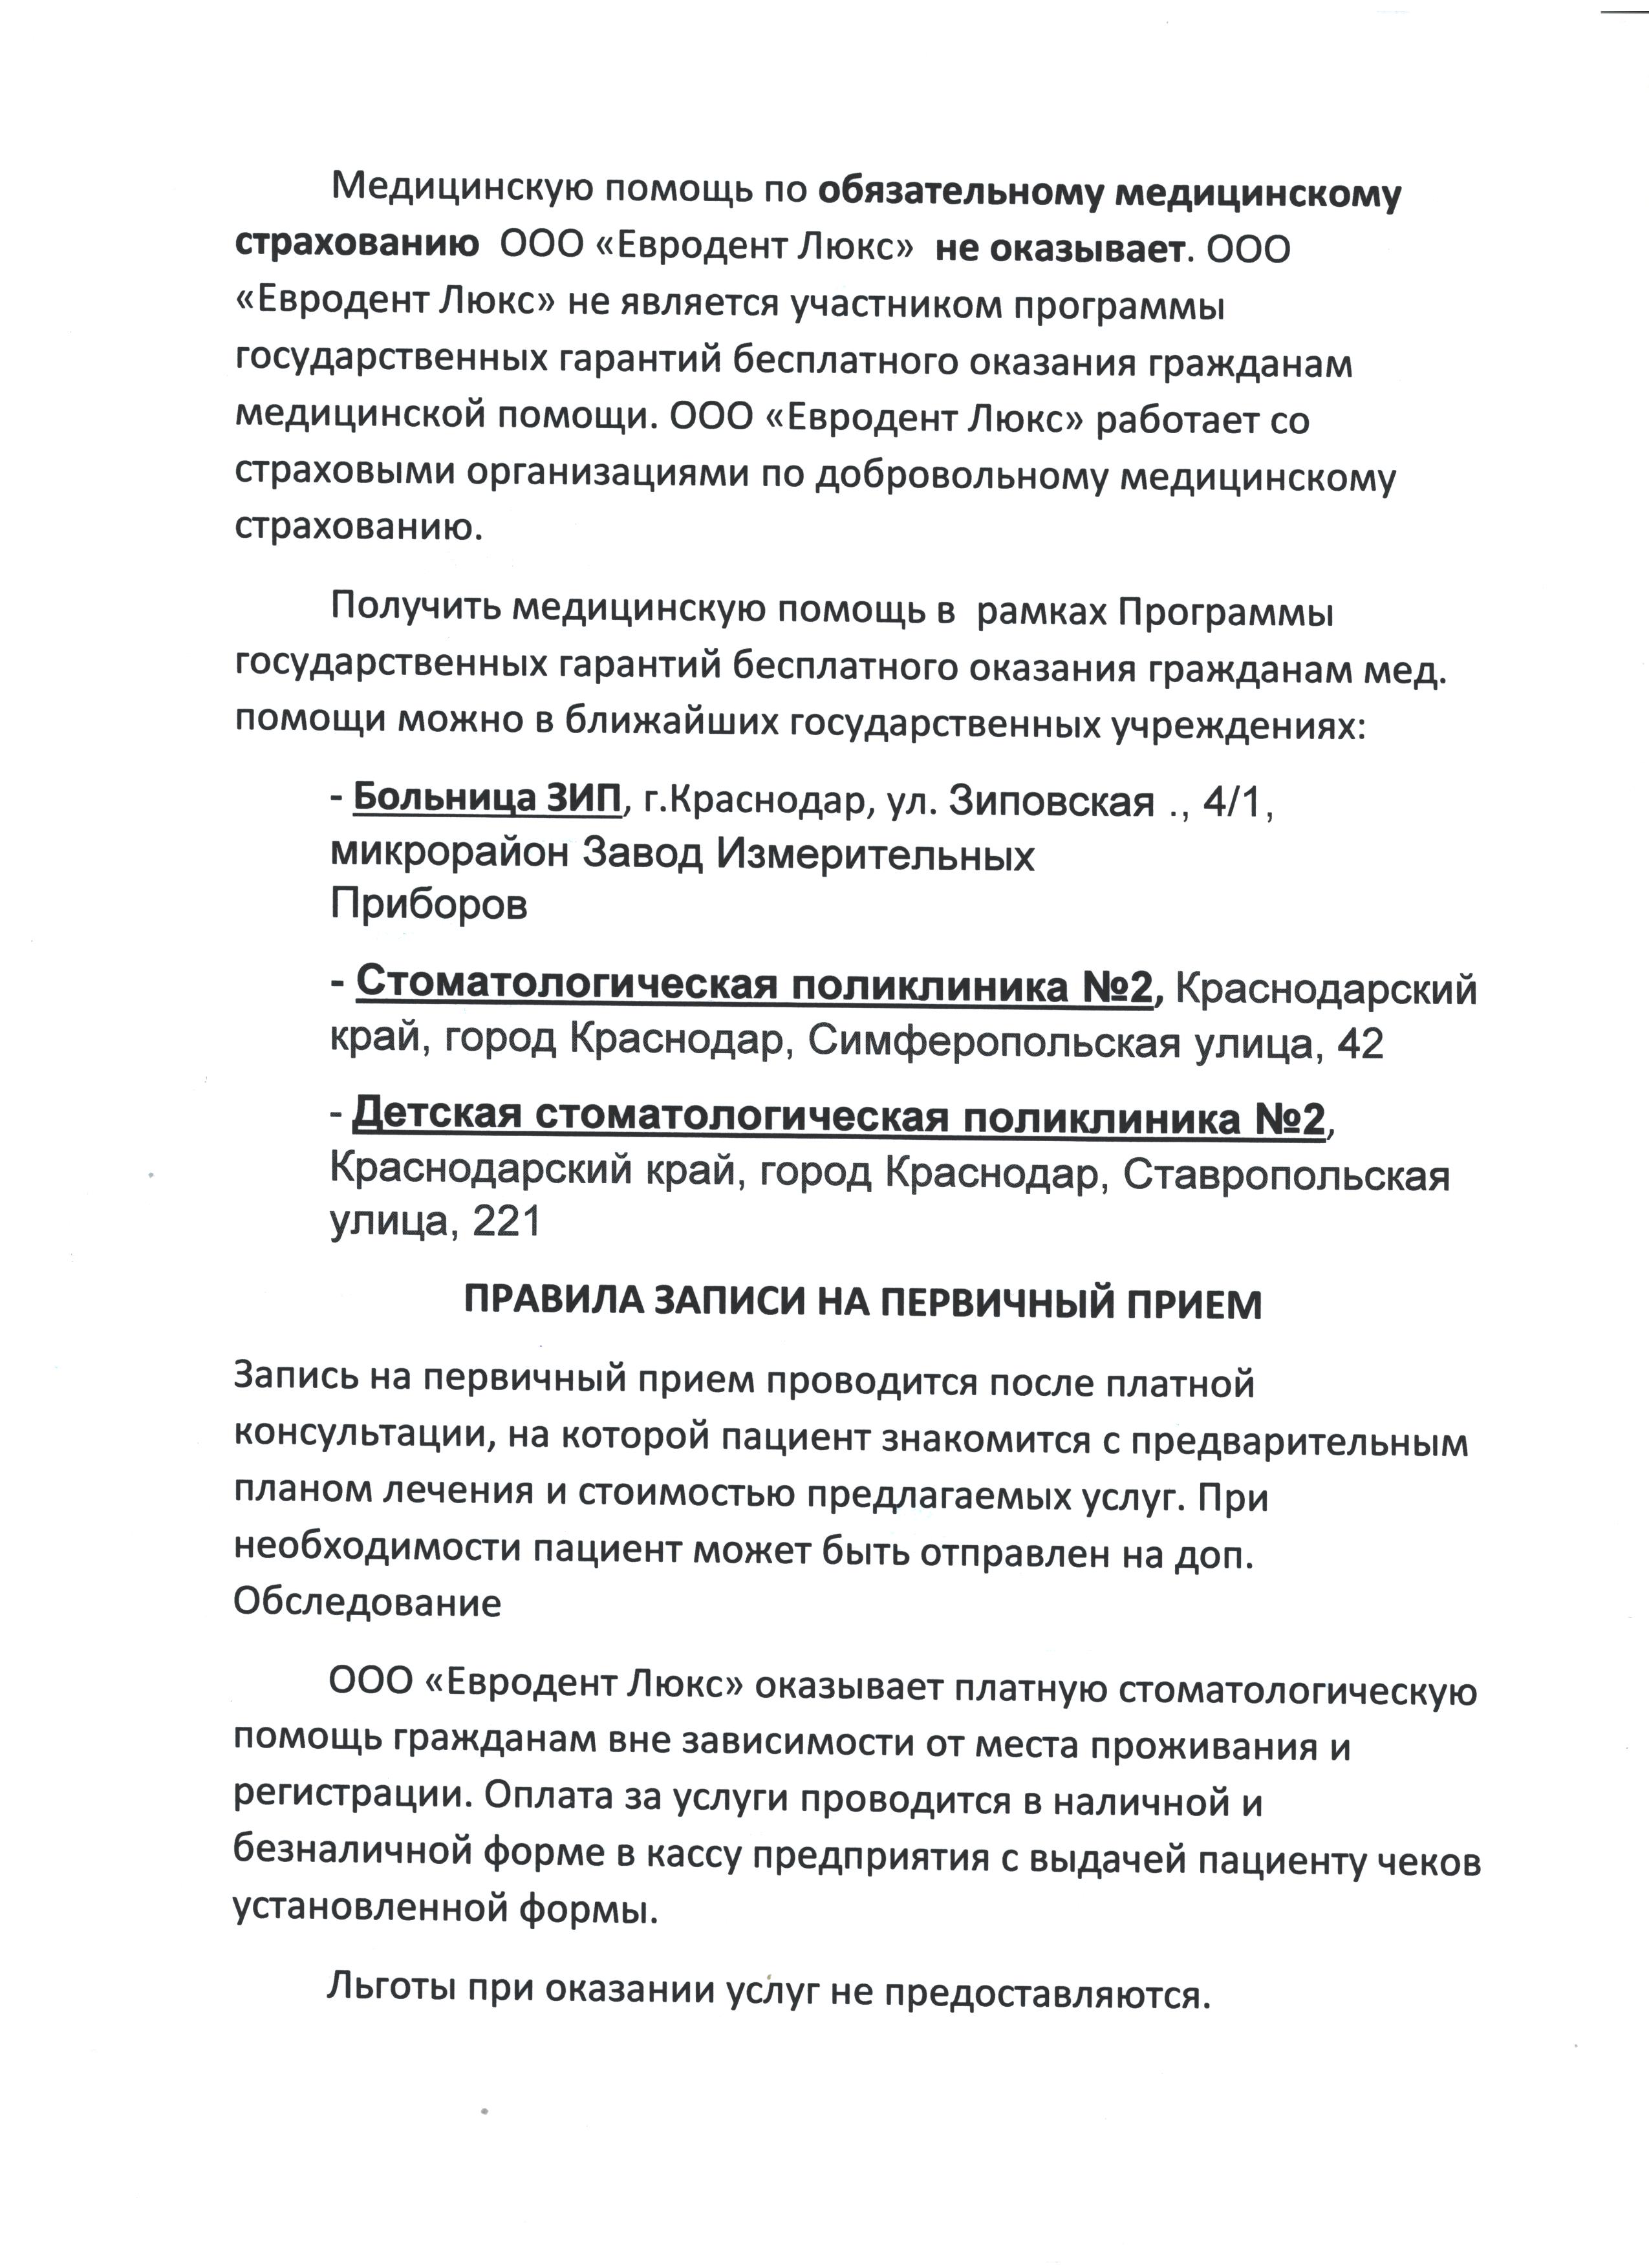 Медицинскую помощь по обязательному медицинскому
страхованию ООО «Евродент Люкс» не оказывает. ООО
«Евродент Люкс» не является участником программы
государственных гарантий бесплатного оказания гражданам
медицинской помощи. ООО «Евродент Люкс» работает со
страховыми организациями по добровольному медицинскому
страхованию.
Получить медицинскую помощь в рамках Программы
государственных гарантий бесплатного оказания гражданам мед.
помощи можно в ближайших государственных учреждениях:
- Больница ЗИП, г.Краснодар, ул. Зиповская ., 4/1,
микрорайон Завод Измерительных
Приборов
- Стоматологическая поликлиника №2, Краснодарский
край, город Краснодар, Симферопольская улица, 42
- Детская стоматологическая поликлиника №2,
Краснодарский край, город Краснодар, Ставропольская
улица, 221
ПРАВИЛА ЗАПИСИ НА ПЕРВИЧНЫЙ ПРИЕМ
Запись на первичный прием проводится после платной
консультации, на которой пациент знакомится с предварительным
планом лечения и стоимостью предлагаемых услуг. При
необходимости пациент может быть отправлен на доп.
Обследование
ООО «Евродент Люкс» оказывает платную стоматологическую
помощь гражданам вне зависимости от места проживания и
регистрации. Оплата за услуги проводится в наличной и
безналичной форме в кассу предприятия с выдачей пациенту чеков
установленной формы.
Льготы при оказании услуг не предоставляются.